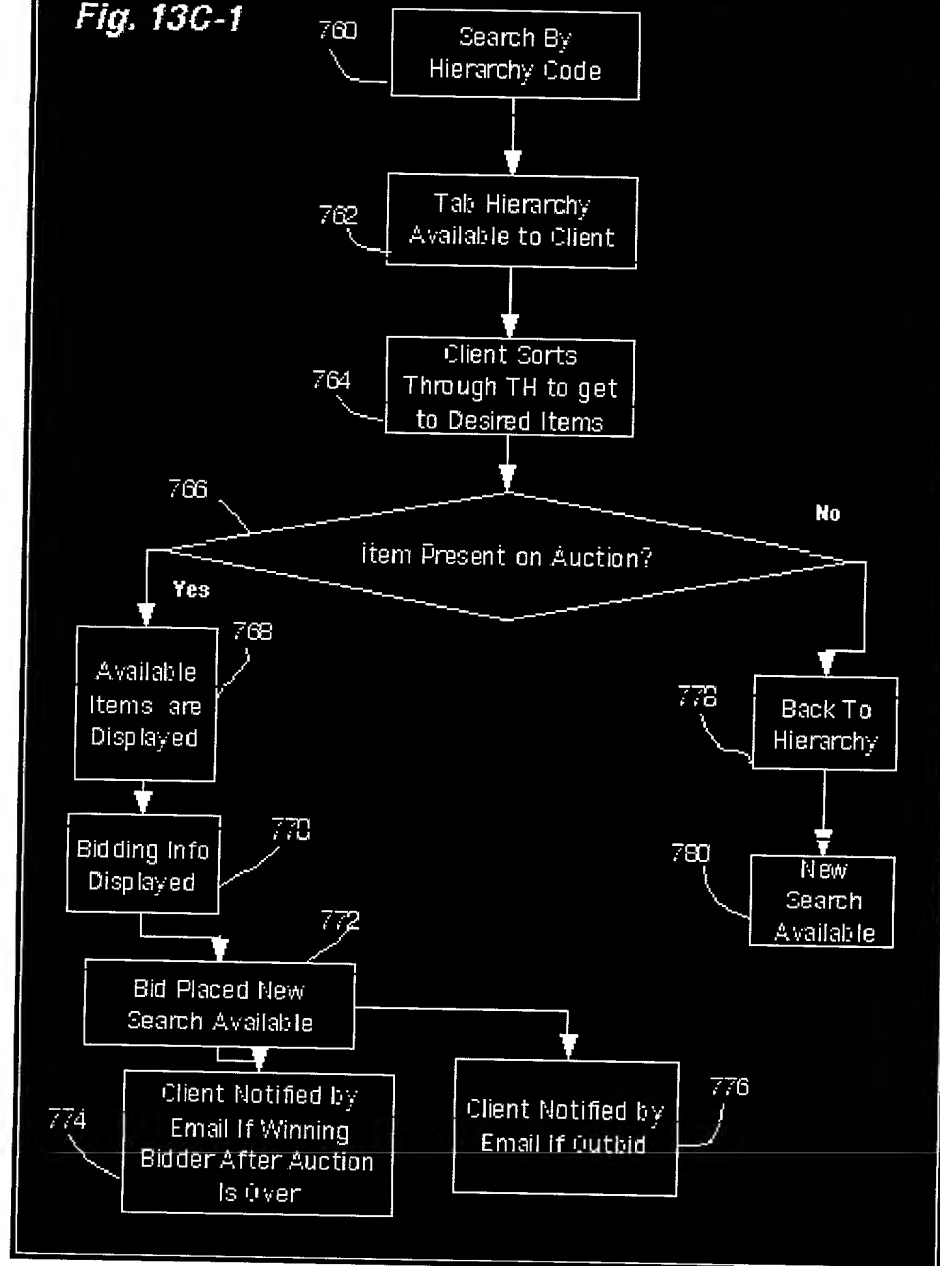 Fig. 13C-1
760
Search By
Hierarchy Code
762
Tab Hierarchy
Available to Client
764
Client Sorts
Through TH to get
to Desired Items
766
No
Item Present on Auction?
Yes
768
Available
Items are
Displayed
778
Back To
Hierarchy
770
Bidding Info
Displayed
780
New
Search
Available
772
Bid Placed New
Search Available
774
Client Notified by
Email If Winning
Bidder After Auction
Is Over
776
Client Notified by
Email if Outbid